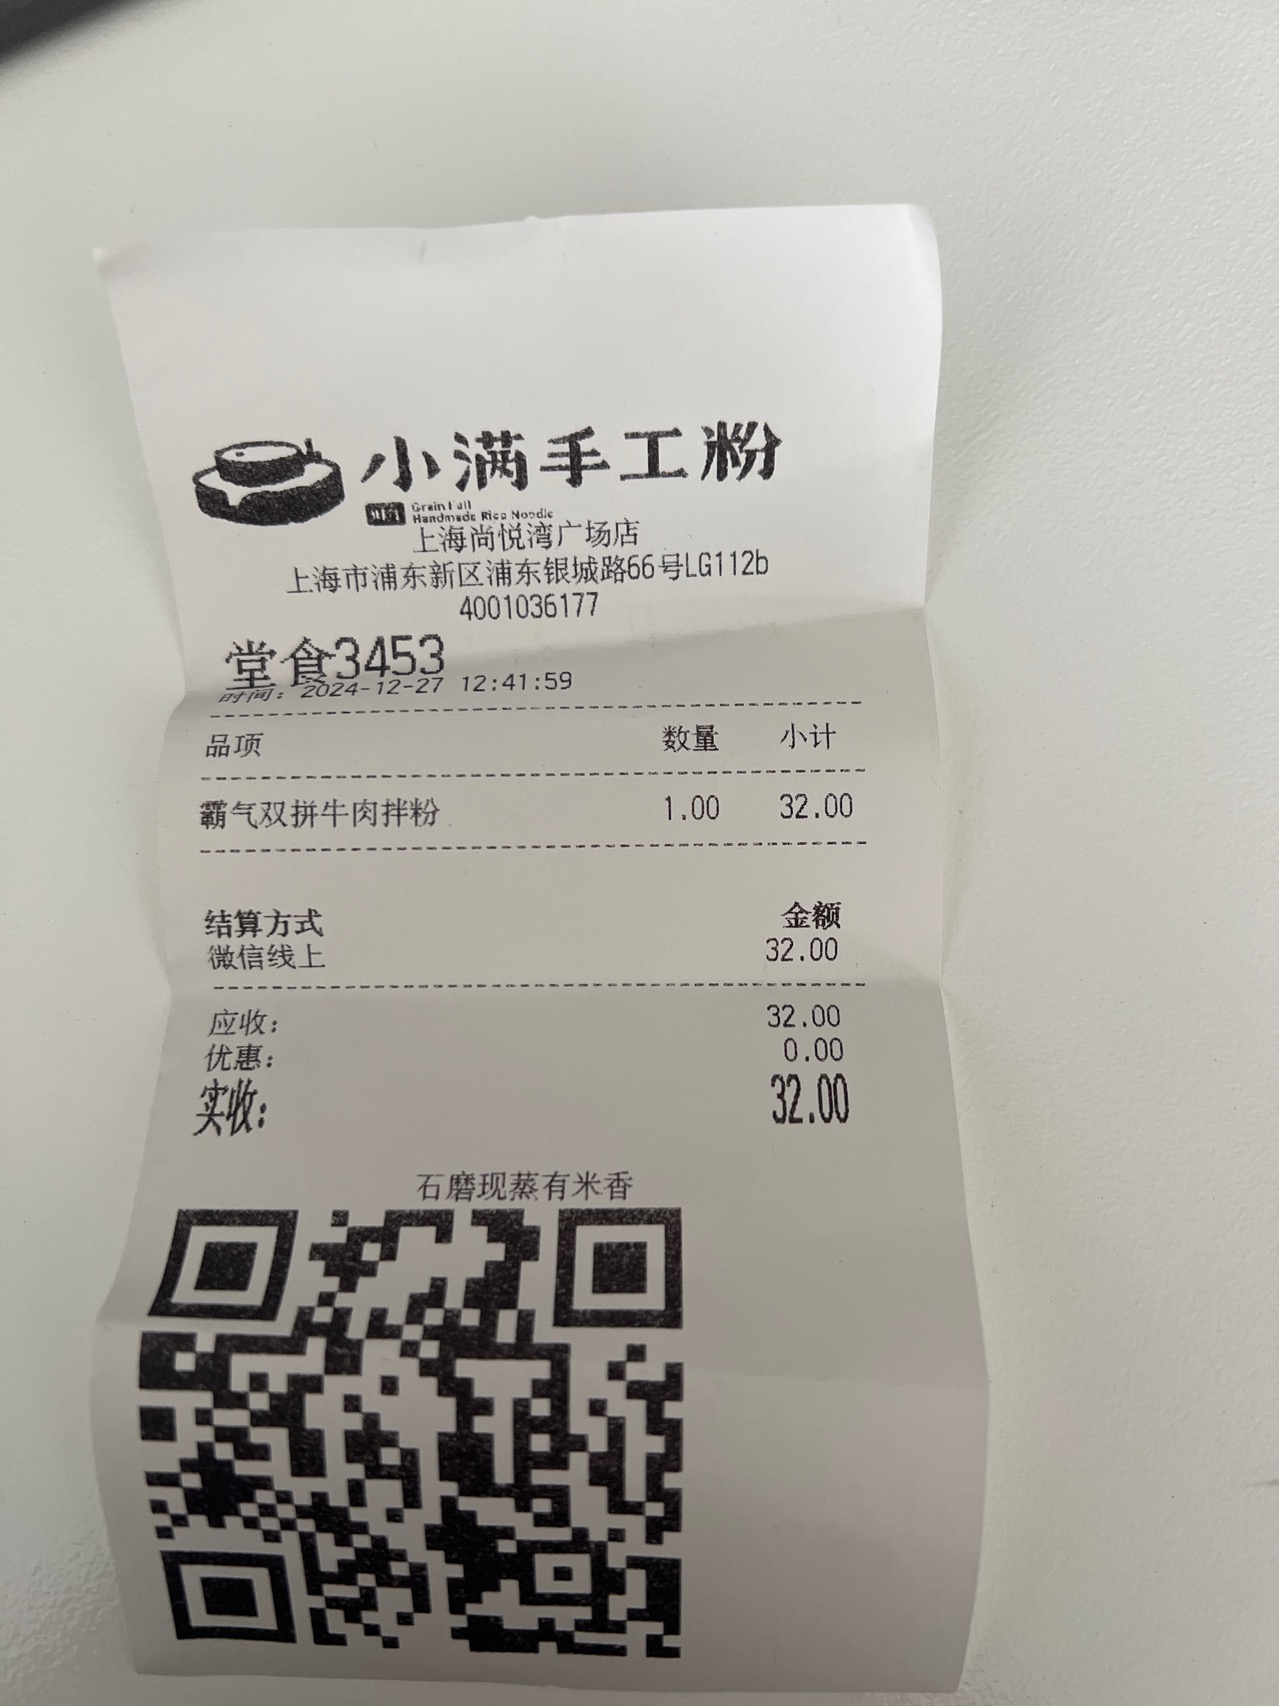 小满手工粉
Grain Full
Handmade Rice Noodle
上海尚悦湾广场店
上海市浦东新区浦东银城路66号LG112b
4001036177
堂食3453
时间：2024-12-27 12:41:59
品项 数量 小计
霸气双拼牛肉拌粉 1.00 32.00
结算方式 金额
微信线上 32.00
应收： 32.00
优惠： 0.00
实收： 32.00
石磨现蒸有米香